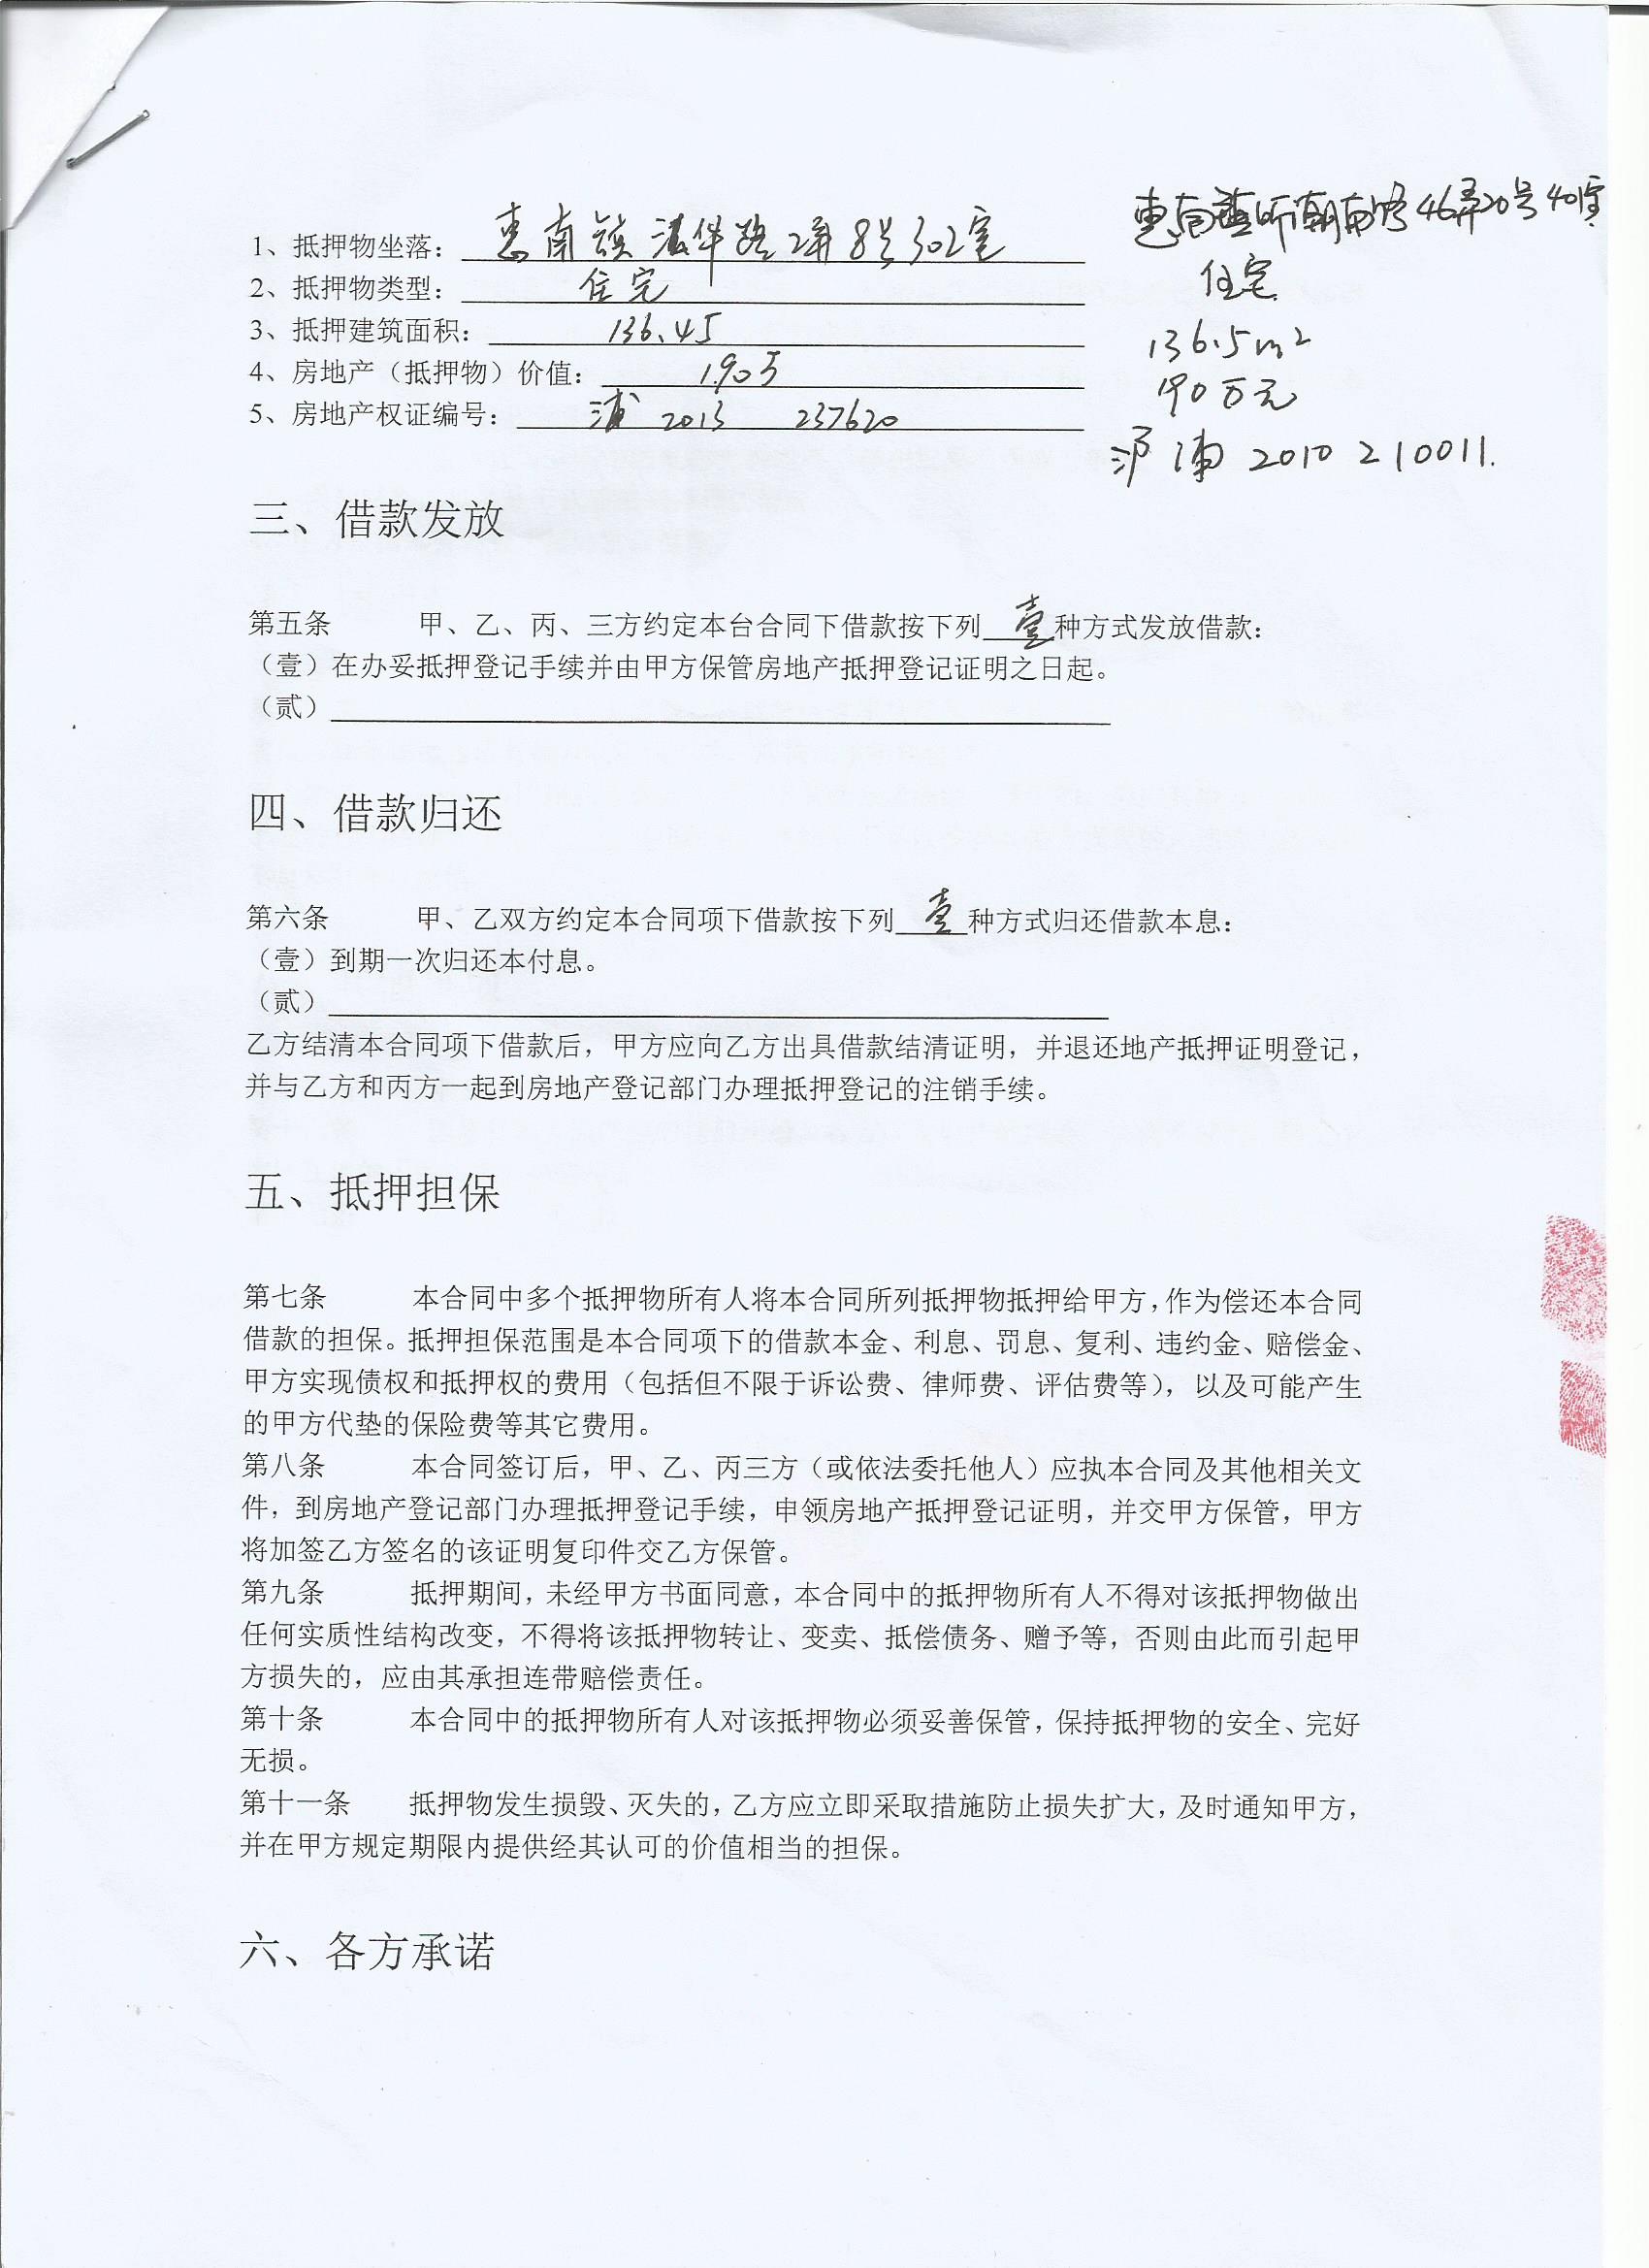 惠南镇 46弄20号401室
1、抵押物坐落：惠南镇 路2弄8号302室
住宅
2、抵押物类型：住宅
136.5m2
3、抵押建筑面积：136.45
190万元
4、房地产（抵押物）价值：190万
5、房地产权证编号：浦 2013 237620
沪浦 2010 210011.
三、借款发放
第五条 甲、乙、丙、三方约定本台合同下借款按下列壹种方式发放借款：
（壹）在办妥抵押登记手续并由甲方保管房地产抵押登记证明之日起。
（贰）
四、借款归还
第六条 甲、乙双方约定本合同项下借款按下列壹种方式归还借款本息：
（壹）到期一次归还本付息。
（贰）
乙方结清本合同项下借款后，甲方应向乙方出具借款结清证明，并退还地产抵押证明登记，
并与乙方和丙方一起到房地产登记部门办理抵押登记的注销手续。
五、抵押担保
第七条 本合同中多个抵押物所有人将本合同所列抵押物抵押给甲方，作为偿还本合同
借款的担保。抵押担保范围是本合同项下的借款本金、利息、罚息、复利、违约金、赔偿金、
甲方实现债权和抵押权的费用（包括但不限于诉讼费、律师费、评估费等），以及可能产生
的甲方代垫的保险费等其它费用。
第八条 本合同签订后，甲、乙、丙三方（或依法委托他人）应执本合同及其他相关文
件，到房地产登记部门办理抵押登记手续，申领房地产抵押登记证明，并交甲方保管，甲方
将加签乙方签名的该证明复印件交乙方保管。
第九条 抵押期间，未经甲方书面同意，本合同中的抵押物所有人不得对该抵押物做出
任何实质性结构改变，不得将该抵押物转让、变卖、抵偿债务、赠予等，否则由此而引起甲
方损失的，应由其承担连带赔偿责任。
第十条 本合同中的抵押物所有人对该抵押物必须妥善保管，保持抵押物的安全、完好
无损。
第十一条 抵押物发生损毁、灭失的，乙方应立即采取措施防止损失扩大，及时通知甲方，
并在甲方规定期限内提供经其认可的价值相当的担保。
六、各方承诺